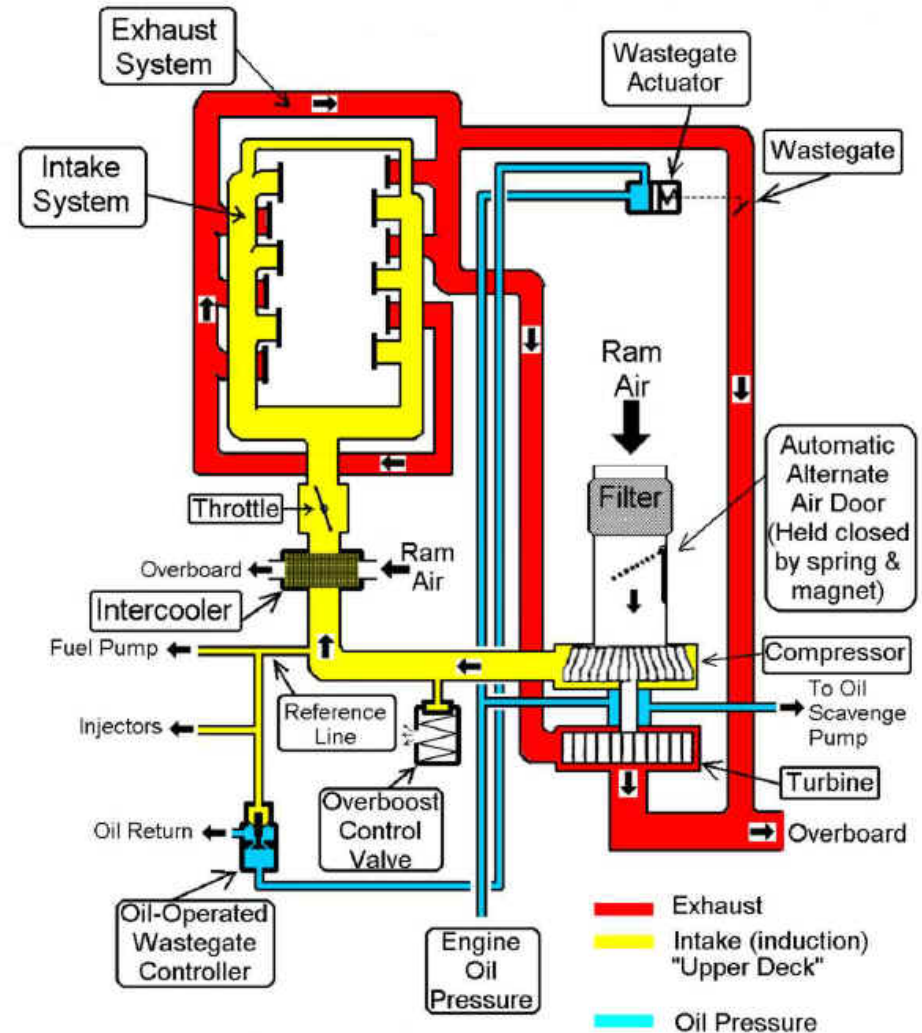 Exhaust
System
Wastegate
Actuator
Wastegate
Intake
System
Ram
Air
Automatic
Alternate
Air Door
(Held closed
by spring &
magnet)
Filter
Throttle
Overboard
Ram
Air
Intercooler
Fuel Pump
Compressor
Reference
Line
To Oil
Scavenge
Pump
Injectors
Turbine
Overboost
Control
Valve
Oil Return
Overboard
Oil-Operated
Wastegate
Controller
Engine
Oil
Pressure
Exhaust
Intake (induction)
"Upper Deck"
Oil Pressure